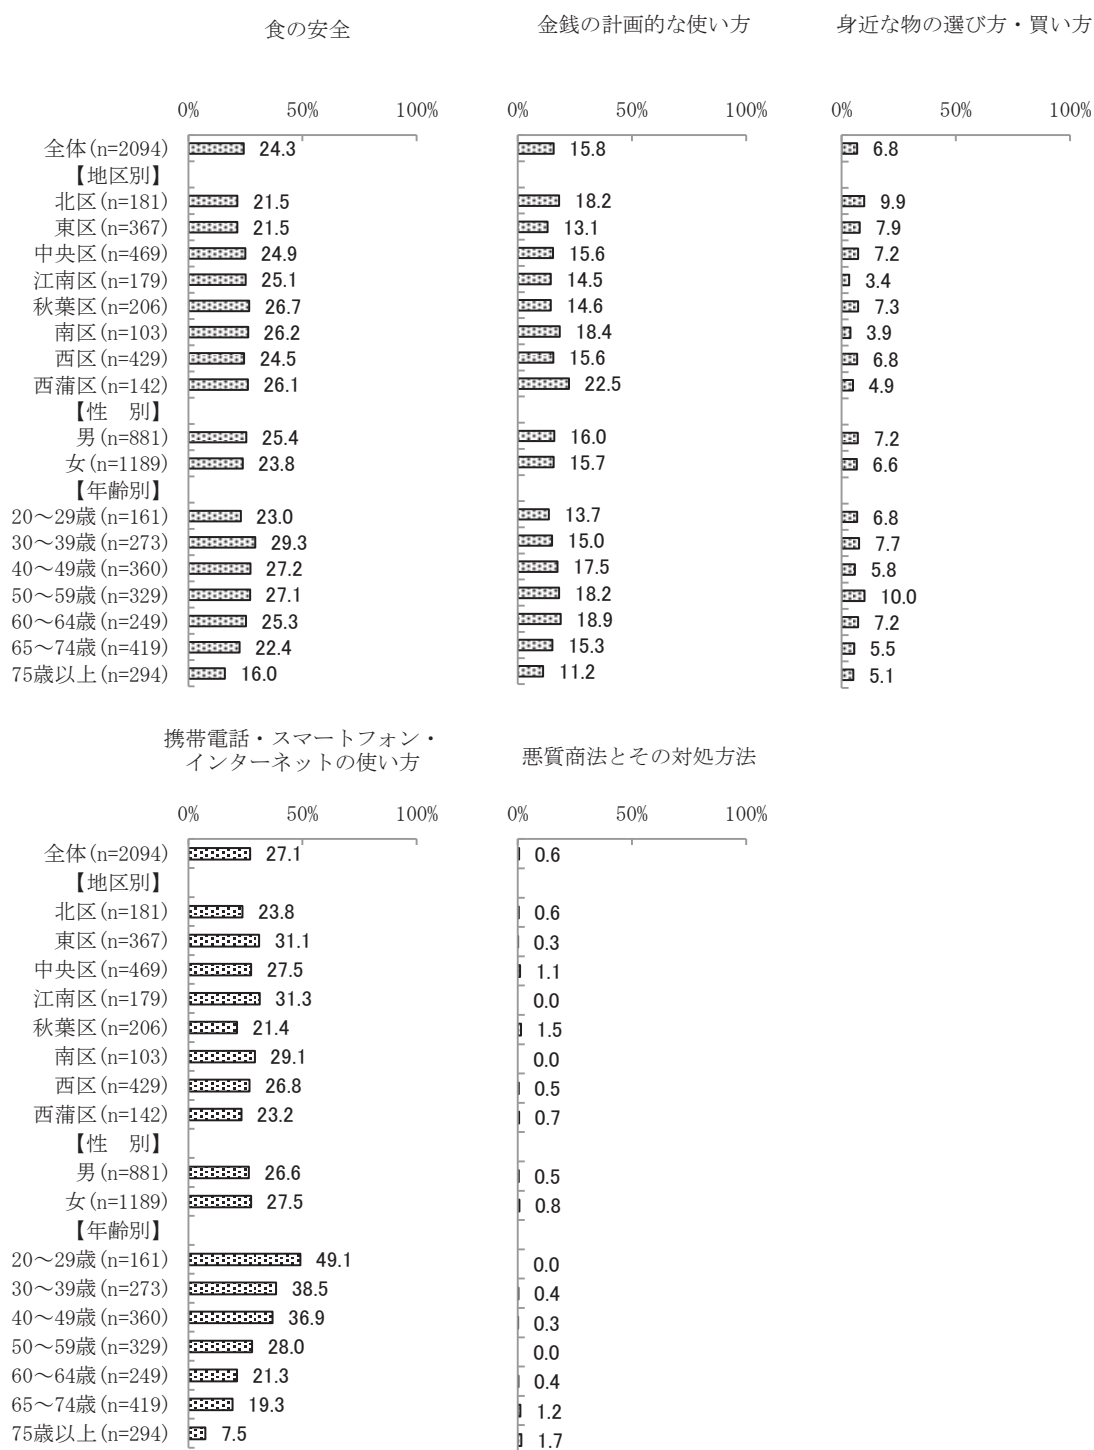 食の安全 金銭の計画的な使い方 身近な物の選び方・買い方
0% 50% 100% 0% 50% 100% 0% 50% 100%
全体(n=2094) 24.3 15.8 6.8
【地区別】
北区(n=181) 21.5 18.2 9.9
東区(n=367) 21.5 13.1 7.9
中央区(n=469) 24.9 15.6 7.2
江南区(n=179) 25.1 14.5 3.4
秋葉区(n=206) 26.7 14.6 7.3
南区(n=103) 26.2 18.4 3.9
西区(n=429) 24.5 15.6 6.8
西蒲区(n=142) 26.1 22.5 4.9
【性　別】
男(n=881) 25.4 16.0 7.2
女(n=1189) 23.8 15.7 6.6
【年齢別】
20～29歳(n=161) 23.0 13.7 6.8
30～39歳(n=273) 29.3 15.0 7.7
40～49歳(n=360) 27.2 17.5 5.8
50～59歳(n=329) 27.1 18.2 10.0
60～64歳(n=249) 25.3 18.9 7.2
65～74歳(n=419) 22.4 15.3 5.5
75歳以上(n=294) 16.0 11.2 5.1
携帯電話・スマートフォン・
インターネットの使い方 悪質商法とその対処方法
0% 50% 100% 0% 50% 100%
全体(n=2094) 27.1 0.6
【地区別】
北区(n=181) 23.8 0.6
東区(n=367) 31.1 0.3
中央区(n=469) 27.5 1.1
江南区(n=179) 31.3 0.0
秋葉区(n=206) 21.4 1.5
南区(n=103) 29.1 0.0
西区(n=429) 26.8 0.5
西蒲区(n=142) 23.2 0.7
【性　別】
男(n=881) 26.6 0.5
女(n=1189) 27.5 0.8
【年齢別】
20～29歳(n=161) 49.1 0.0
30～39歳(n=273) 38.5 0.4
40～49歳(n=360) 36.9 0.3
50～59歳(n=329) 28.0 0.0
60～64歳(n=249) 21.3 0.4
65～74歳(n=419) 19.3 1.2
75歳以上(n=294) 7.5 1.7